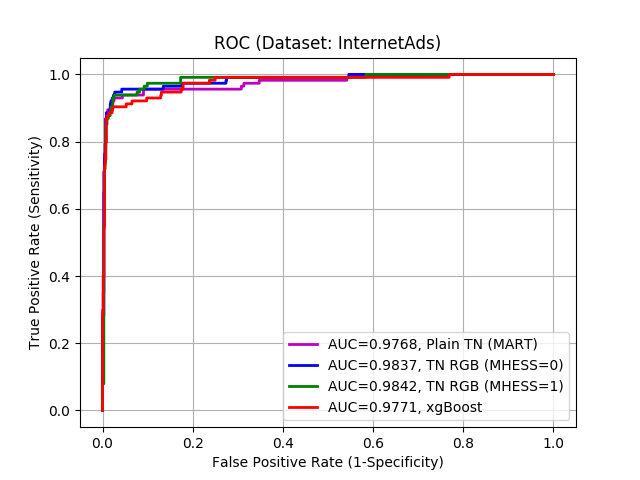 ROC (Dataset: InternetAds)
True Positive Rate (Sensitivity)
1.0
0.8
0.6
0.4
0.2
0.0
AUC=0.9768, Plain TN (MART)
AUC=0.9837, TN RGB (MHESS=0)
AUC=0.9842, TN RGB (MHESS=1)
AUC=0.9771, xgBoost
0.0 0.2 0.4 0.6 0.8 1.0
False Positive Rate (1-Specificity)